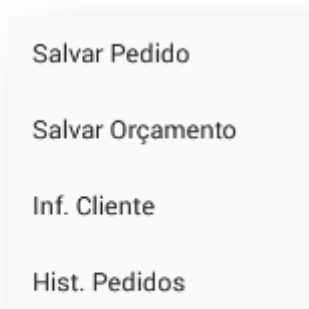 Salvar Pedido
Salvar Orçamento
Inf. Cliente
Hist. Pedidos